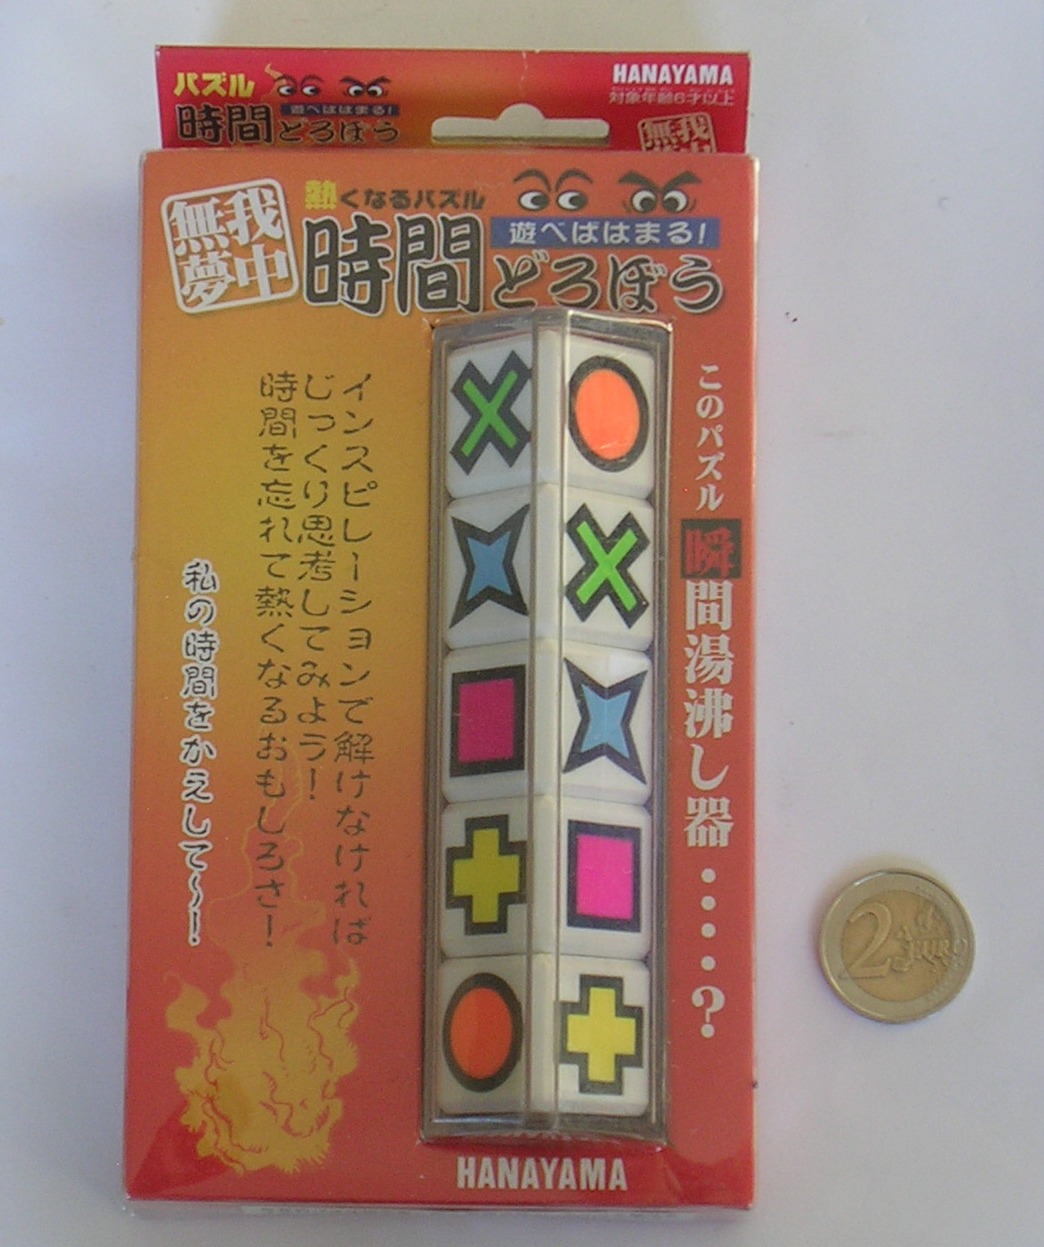 パズル
遊べばはまる!
時間どろぼう
HANAYAMA
対象年齢6才以上
無我
熱くなるパズル
遊べばはまる!
時間どろぼう
無我
夢中
このパズル瞬間湯沸し器・・・・?
インスピレーションで解けなければ
じっくり思考してみよう!
時間を忘れて熱くなるおもしろさ!
私の時間をかえして～!
HANAYAMA
2 EURO